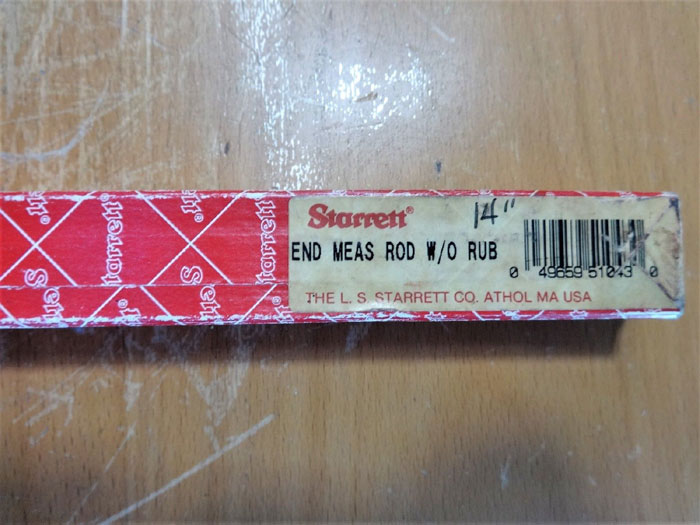 Starrett® 14"
END MEAS ROD W/O RUB
0 49659 51043 0
THE L. S. STARRETT CO. ATHOL MA USA
Starrett
Starrett